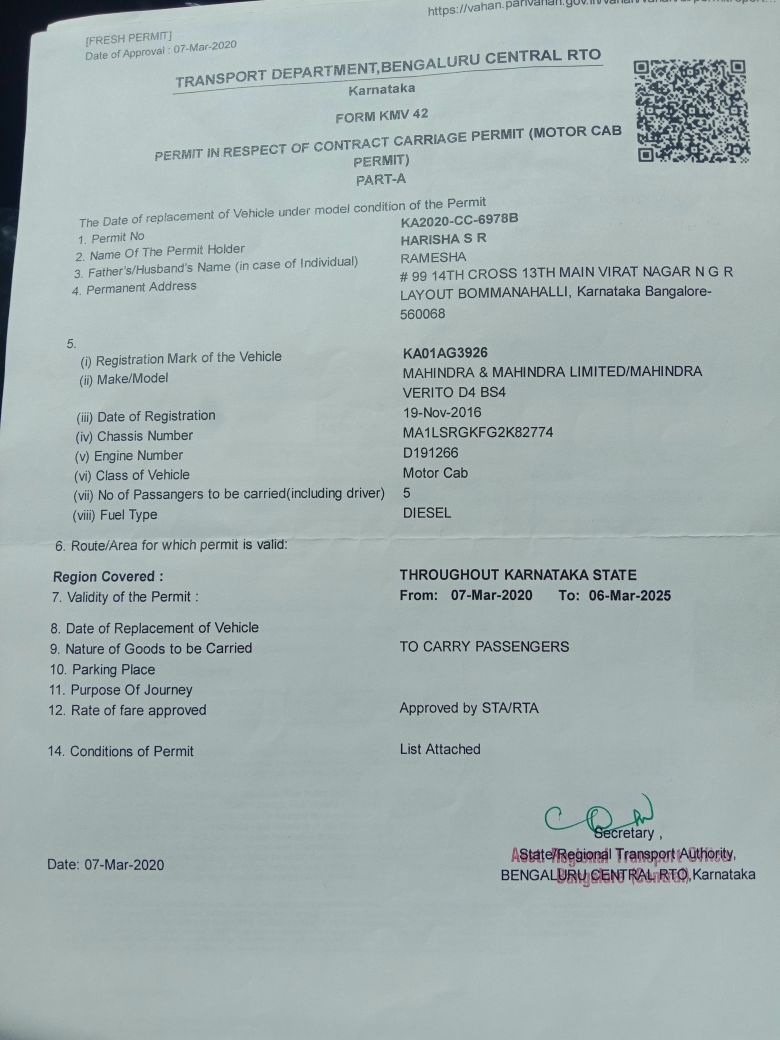 https://vahan.parivahan.gov.in/vahan/vahan/
[FRESH PERMIT]
Date of Approval : 07-Mar-2020
TRANSPORT DEPARTMENT,BENGALURU CENTRAL RTO
Karnataka
FORM KMV 42
PERMIT IN RESPECT OF CONTRACT CARRIAGE PERMIT (MOTOR CAB
PERMIT)
PART-A
The Date of replacement of Vehicle under model condition of the Permit
1. Permit No KA2020-CC-6978B
2. Name Of The Permit Holder HARISHA S R
3. Father's/Husband's Name (in case of Individual) RAMESHA
4. Permanent Address # 99 14TH CROSS 13TH MAIN VIRAT NAGAR N G R
LAYOUT BOMMANAHALLI, Karnataka Bangalore-
560068
5.
(i) Registration Mark of the Vehicle KA01AG3926
(ii) Make/Model MAHINDRA & MAHINDRA LIMITED/MAHINDRA
VERITO D4 BS4
(iii) Date of Registration 19-Nov-2016
(iv) Chassis Number MA1LSRGKFG2K82774
(v) Engine Number D191266
(vi) Class of Vehicle Motor Cab
(vii) No of Passengers to be carried(including driver) 5
(viii) Fuel Type DIESEL
6. Route/Area for which permit is valid:
Region Covered : THROUGHOUT KARNATAKA STATE
7. Validity of the Permit : From: 07-Mar-2020 To: 06-Mar-2025
8. Date of Replacement of Vehicle
9. Nature of Goods to be Carried TO CARRY PASSENGERS
10. Parking Place
11. Purpose Of Journey
12. Rate of fare approved Approved by STA/RTA
14. Conditions of Permit List Attached
Secretary ,
State/Regional Transport Authority,
Date: 07-Mar-2020
BENGALURU CENTRAL RTO,Karnataka